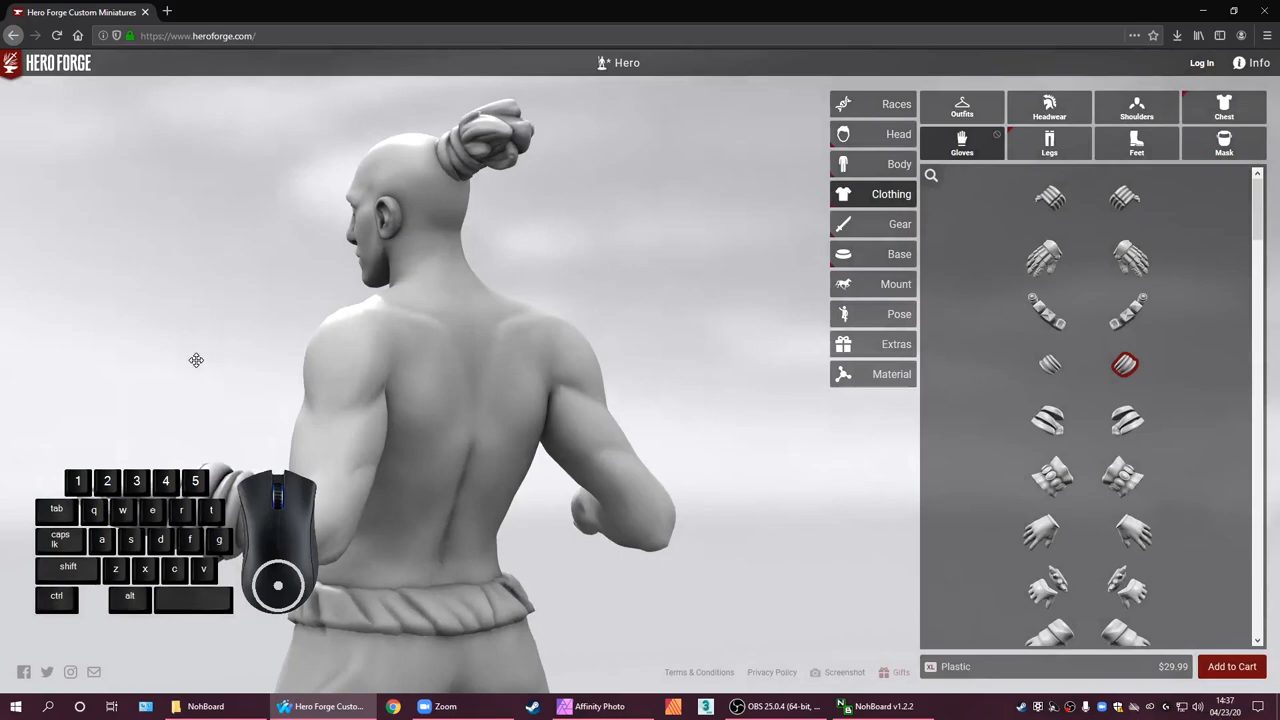 Hero Forge Custom Miniatures
https://www.heroforge.com/
HERO FORGE
* Hero
Log In
Info
Races
Head
Body
Clothing
Gear
Base
Mount
Pose
Extras
Material
Outfits
Headwear
Shoulders
Chest
Gloves
Legs
Feet
Mask
1 2 3 4 5
tab q w e r t
caps lk a s d f g
shift z x c v
ctrl alt
Terms & Conditions
Privacy Policy
Screenshot
Gifts
XL Plastic $29.99
Add to Cart
NohBoard
Hero Forge Custo...
Zoom
Affinity Photo
OBS 25.0.4 (64-bit, ...
NohBoard v1.2.2
14:37
04/23/20